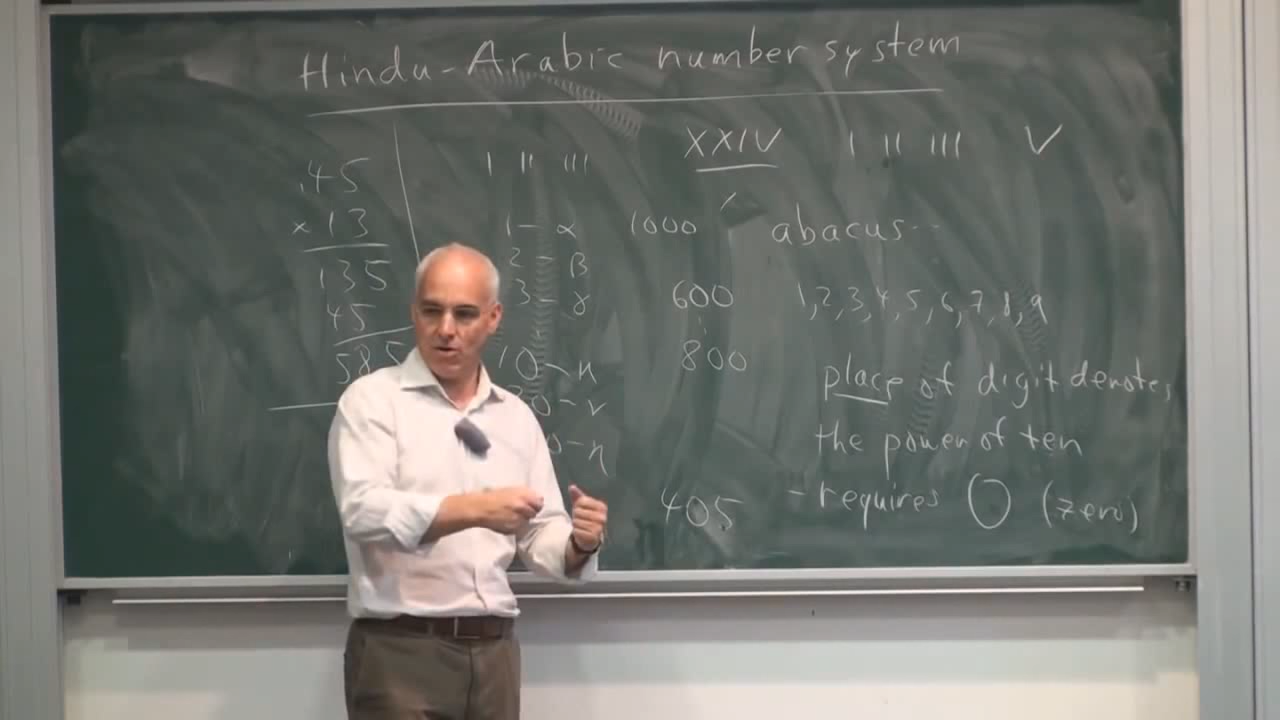 Hindu-Arabic number system
45
× 13
135
45
585
I II III
1 - α
2 - β
3 - γ
10 -
XXIV I II III V
1000 abacus...
600 1, 2, 3, 4, 5, 6, 7, 8, 9
800
place of digit denotes
the power of ten
405 - requires 0 (zero)